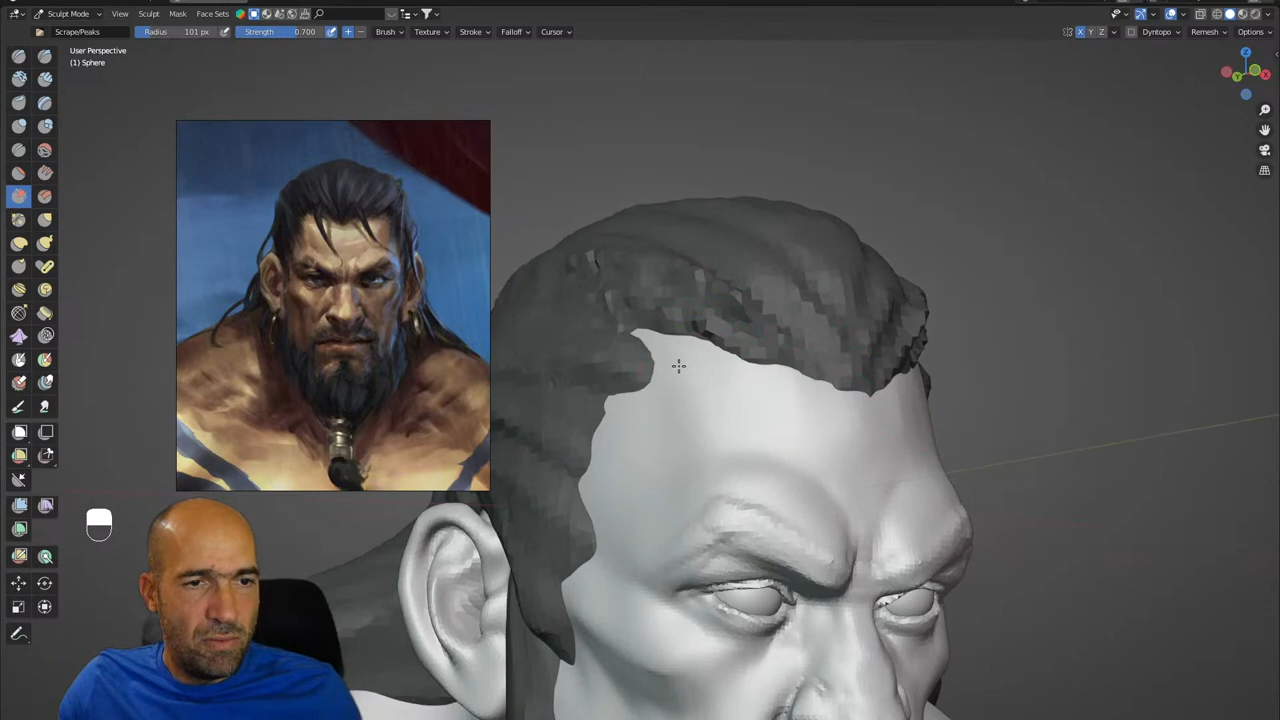 Sculpt Mode View Sculpt Mask Face Sets
Scrape/Peaks Radius 101 px Strength 0.700 Brush Texture Stroke Falloff Cursor X Y Z Dyntopo Remesh Options
User Perspective
(1) Sphere
Z
X
Y